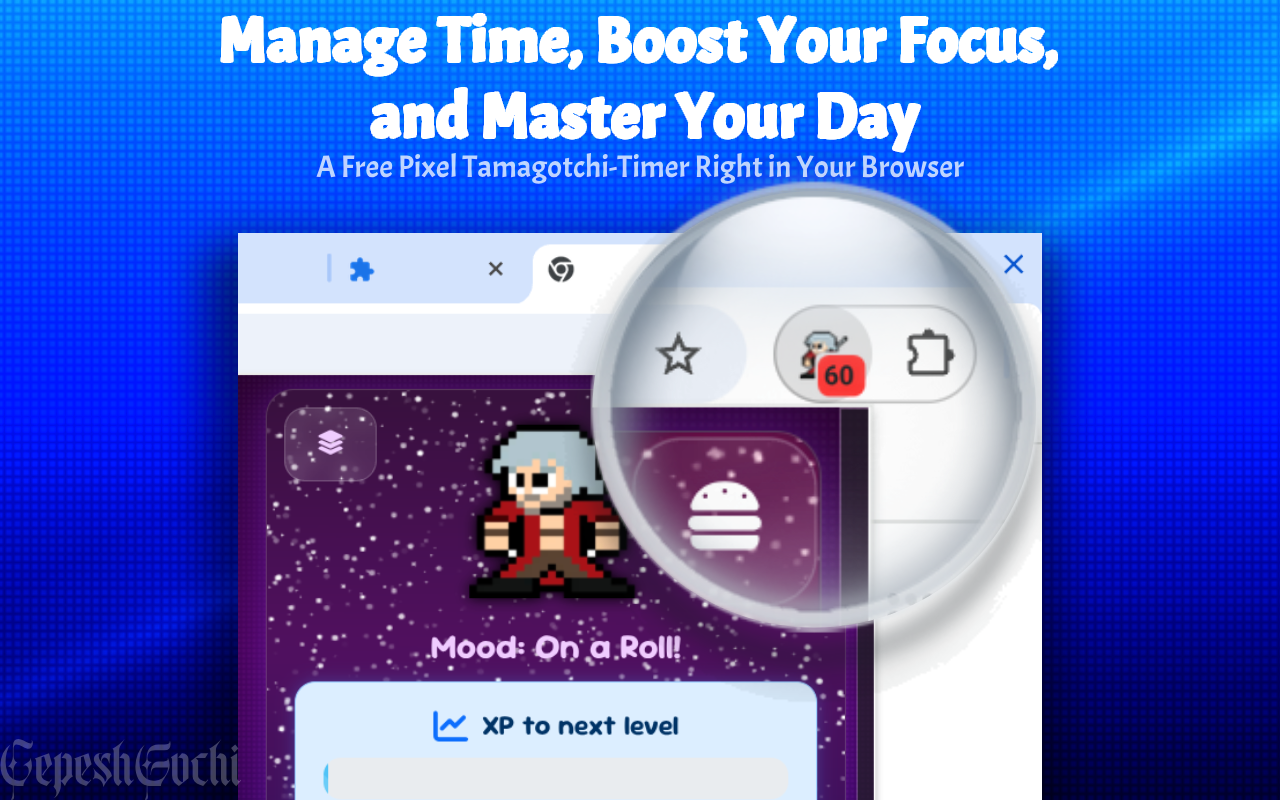 Manage Time, Boost Your Focus,
and Master Your Day
A Free Pixel Tamagotchi-Timer Right in Your Browser
60
Mood: On a Roll!
XP to next level
GepeshGochi